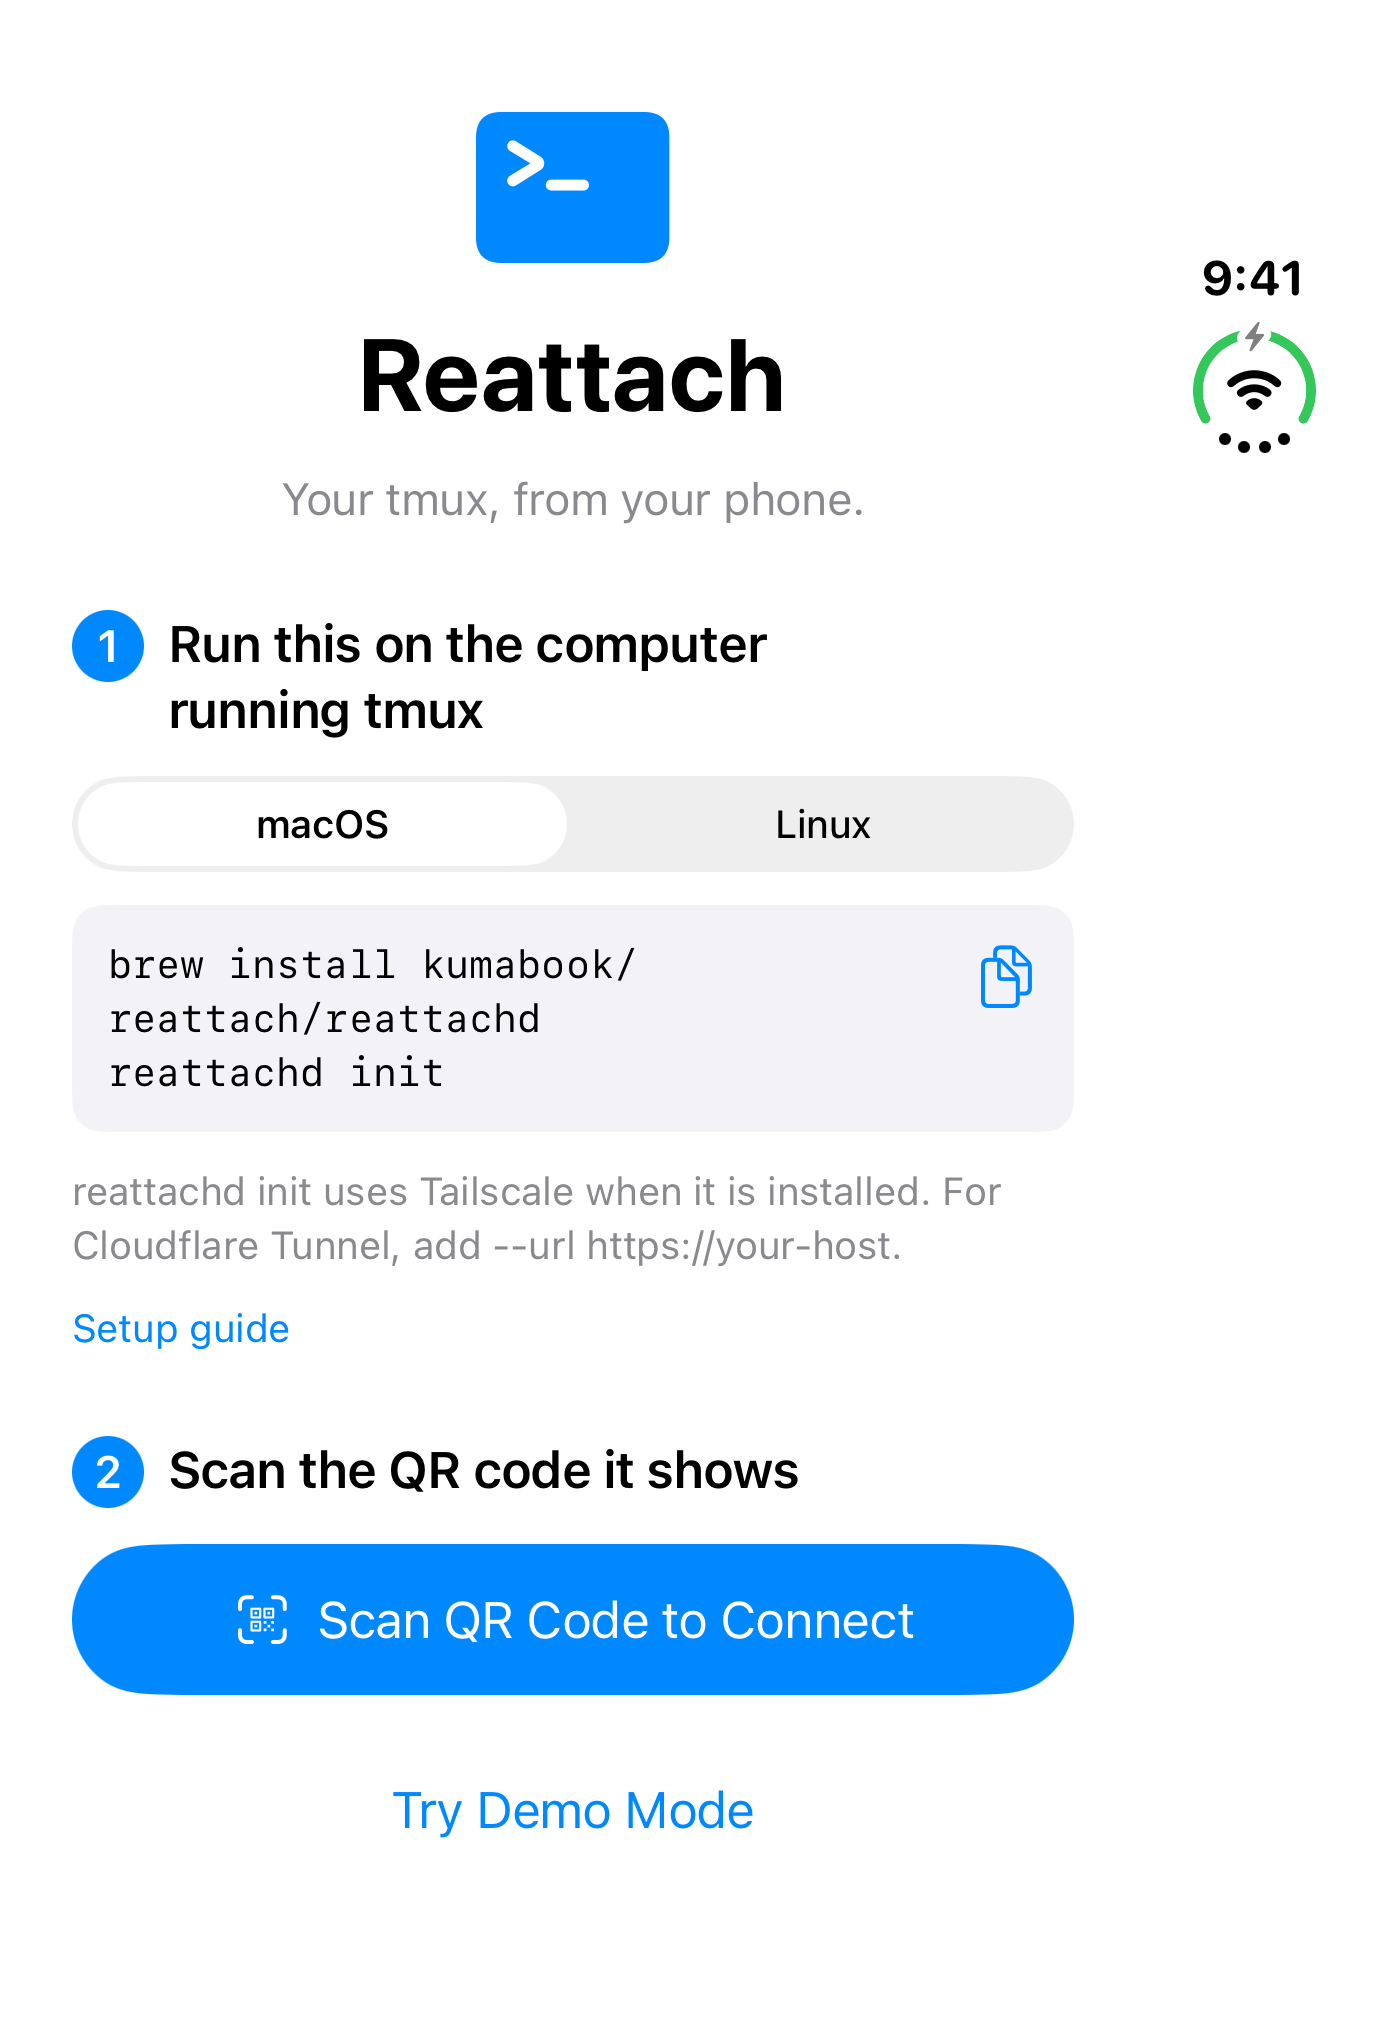 >_
Reattach
9:41
Your tmux, from your phone.
1
Run this on the computer
running tmux
macOS
Linux
brew install kumabook/
reattach/reattachd
reattachd init
reattachd init uses Tailscale when it is installed. For
Cloudflare Tunnel, add --url https://your-host.
Setup guide
2
Scan the QR code it shows
Scan QR Code to Connect
Try Demo Mode